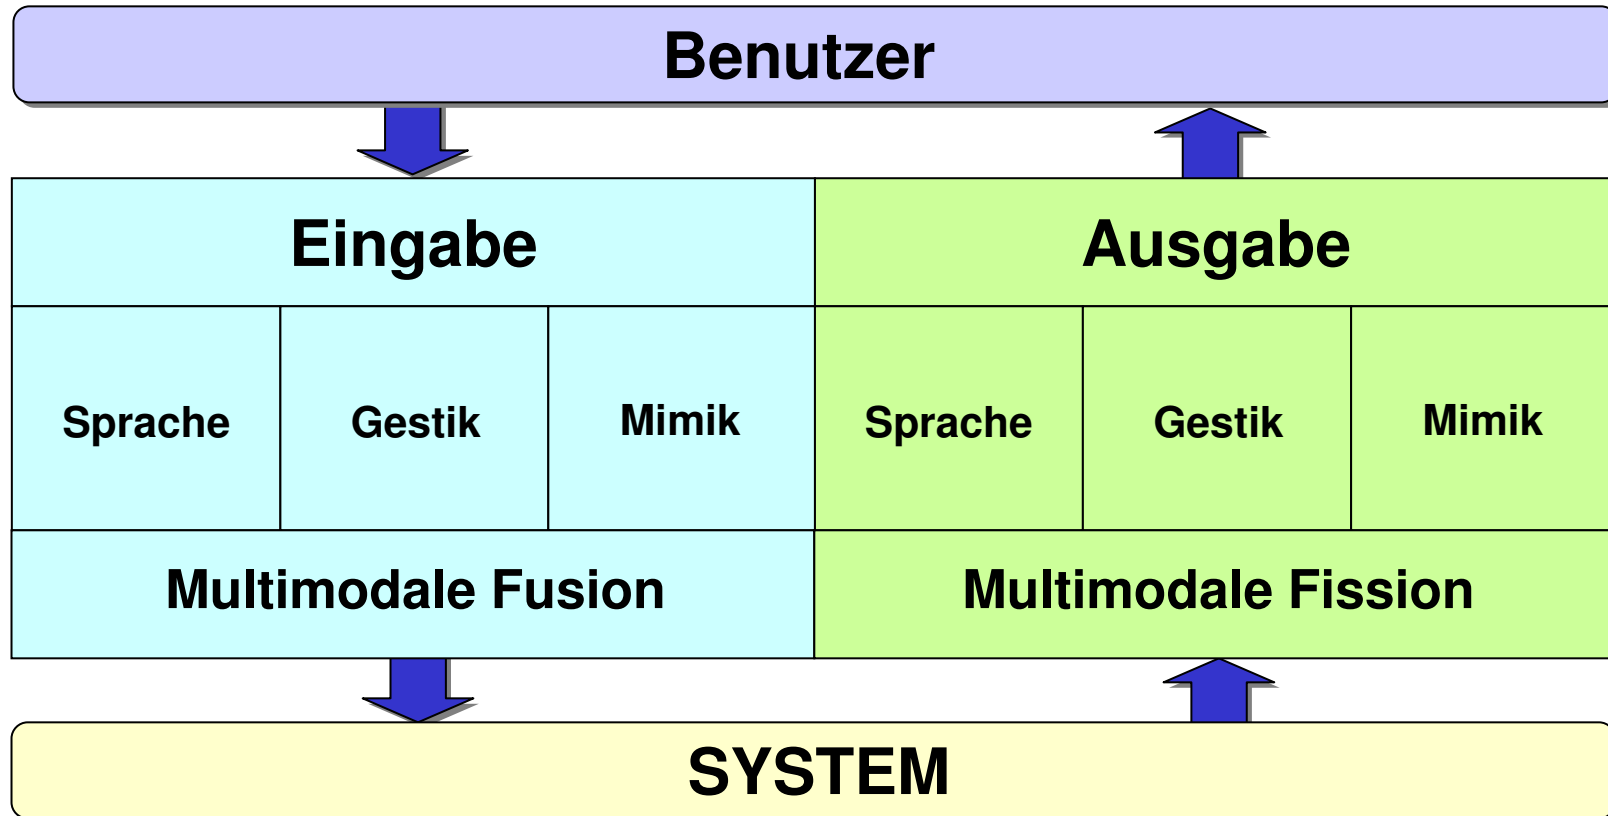 Benutzer
Eingabe
Ausgabe
Sprache
Gestik
Mimik
Sprache
Gestik
Mimik
Multimodale Fusion
Multimodale Fission
SYSTEM